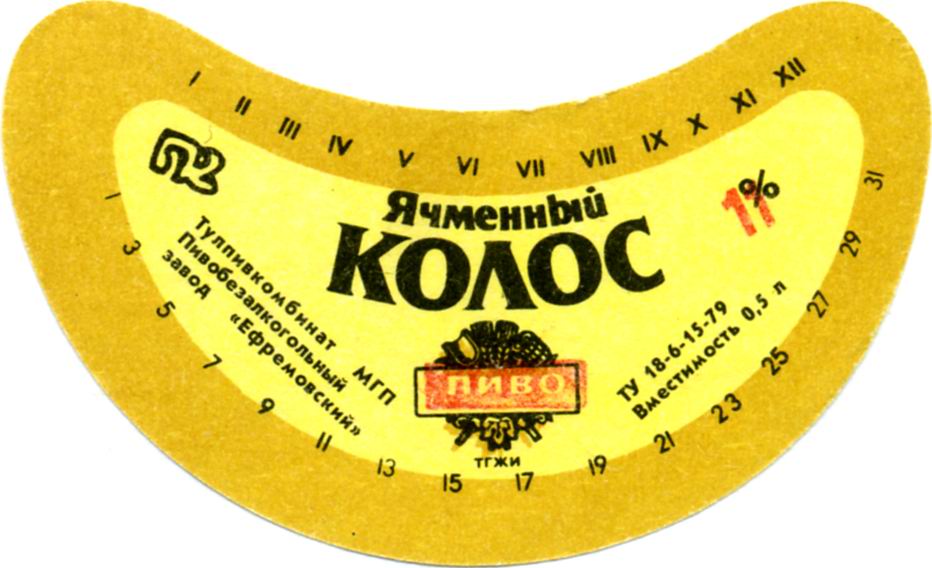 I II III IV V VI VII VIII IX X XI XII
Ячменный
КОЛОС
11%
Тулпивкомбинат МГП
Пивобезалкогольный
завод «Ефремовский»
ТУ 18-6-15-79
Вместимость 0,5 л
ПИВО
ТГЖИ
1 3 5 7 9 11 13 15 17 19 21 23 25 27 29 31